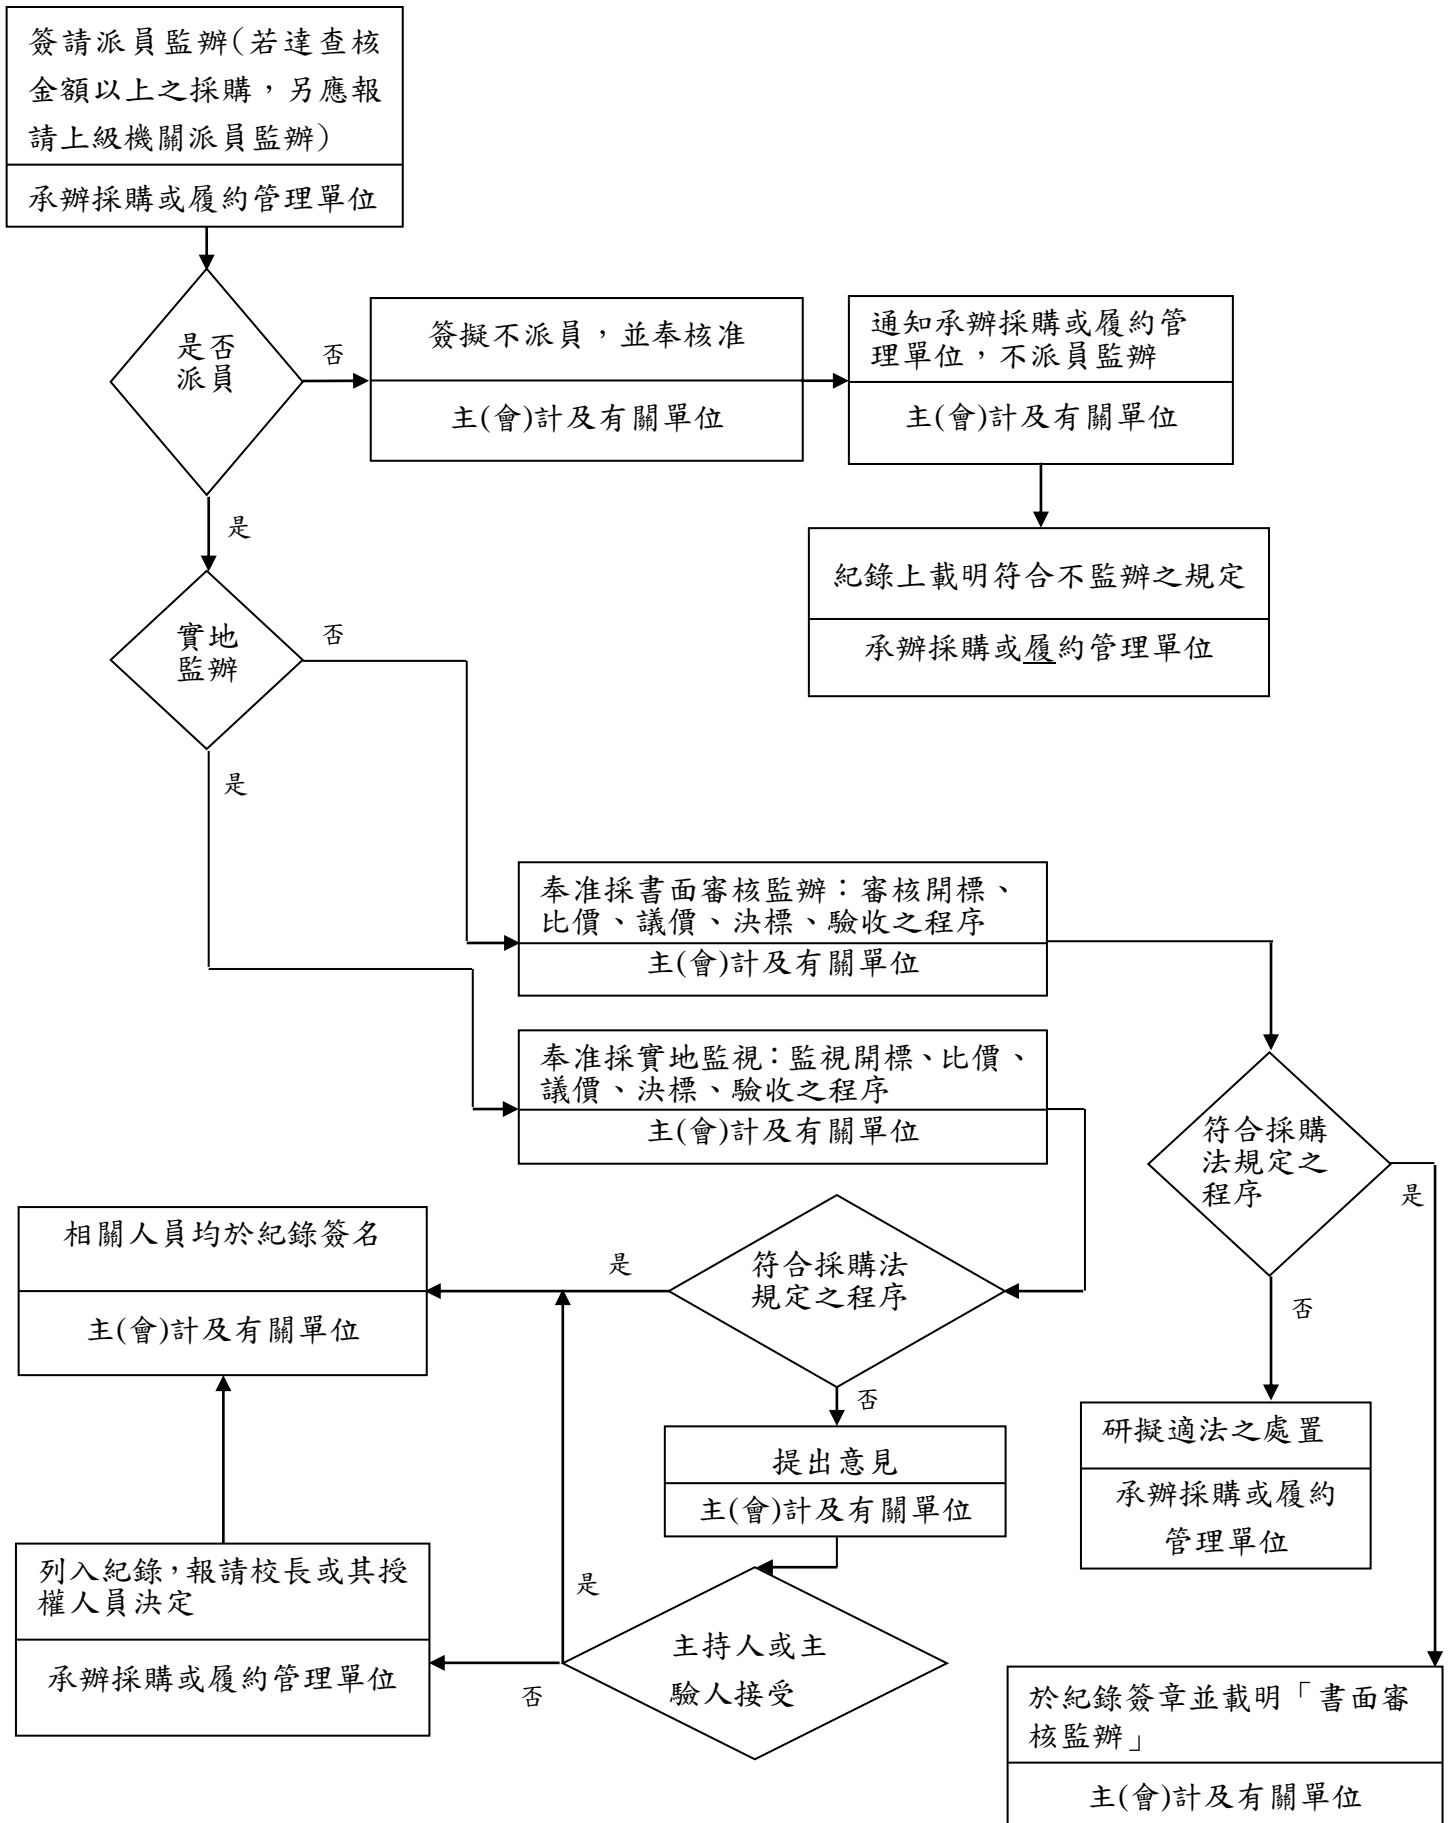 簽請派員監辦(若達查核
金額以上之採購，另應報
請上級機關派員監辦)
承辦採購或履約管理單位
是否
派員
否
簽擬不派員，並奉核准
主(會)計及有關單位
通知承辦採購或履約管
理單位，不派員監辦
主(會)計及有關單位
是
紀錄上載明符合不監辦之規定
承辦採購或履約管理單位
實地
監辦
否
是
奉准採書面審核監辦：審核開標、
比價、議價、決標、驗收之程序
主(會)計及有關單位
奉准採實地監視：監視開標、比價、
議價、決標、驗收之程序
主(會)計及有關單位
符合採購
法規定之
程序
是
否
相關人員均於紀錄簽名
主(會)計及有關單位
是
符合採購法
規定之程序
否
提出意見
主(會)計及有關單位
研擬適法之處置
承辦採購或履約
管理單位
列入紀錄，報請校長或其授
權人員決定
承辦採購或履約管理單位
是
否
主持人或主
驗人接受
於紀錄簽章並載明「書面審
核監辦」
主(會)計及有關單位